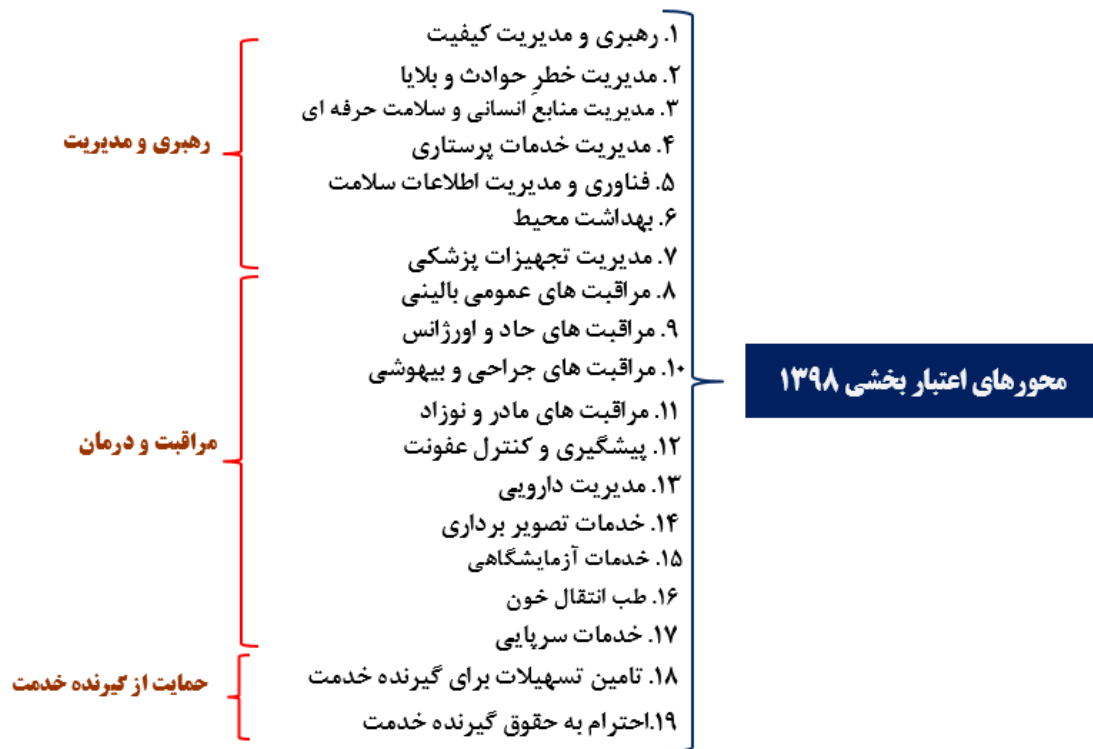 محورهای اعتبار بخشی ۱۳۹۸
۱. رهبری و مدیریت کیفیت
۲. مدیریت خطرِ حوادث و بلایا
۳. مدیریت منابع انسانی و سلامت حرفه ای
۴. مدیریت خدمات پرستاری
۵. فناوری و مدیریت اطلاعات سلامت
۶. بهداشت محیط
۷. مدیریت تجهیزات پزشکی
۸. مراقبت های عمومی بالینی
۹. مراقبت های حاد و اورژانس
۱۰. مراقبت های جراحی و بیهوشی
۱۱. مراقبت های مادر و نوزاد
۱۲. پیشگیری و کنترل عفونت
۱۳. مدیریت دارویی
۱۴. خدمات تصویر برداری
۱۵. خدمات آزمایشگاهی
۱۶. طب انتقال خون
۱۷. خدمات سرپایی
۱۸. تامین تسهیلات برای گیرنده خدمت
۱۹.احترام به حقوق گیرنده خدمت
رهبری و مدیریت
مراقبت و درمان
حمایت از گیرنده خدمت